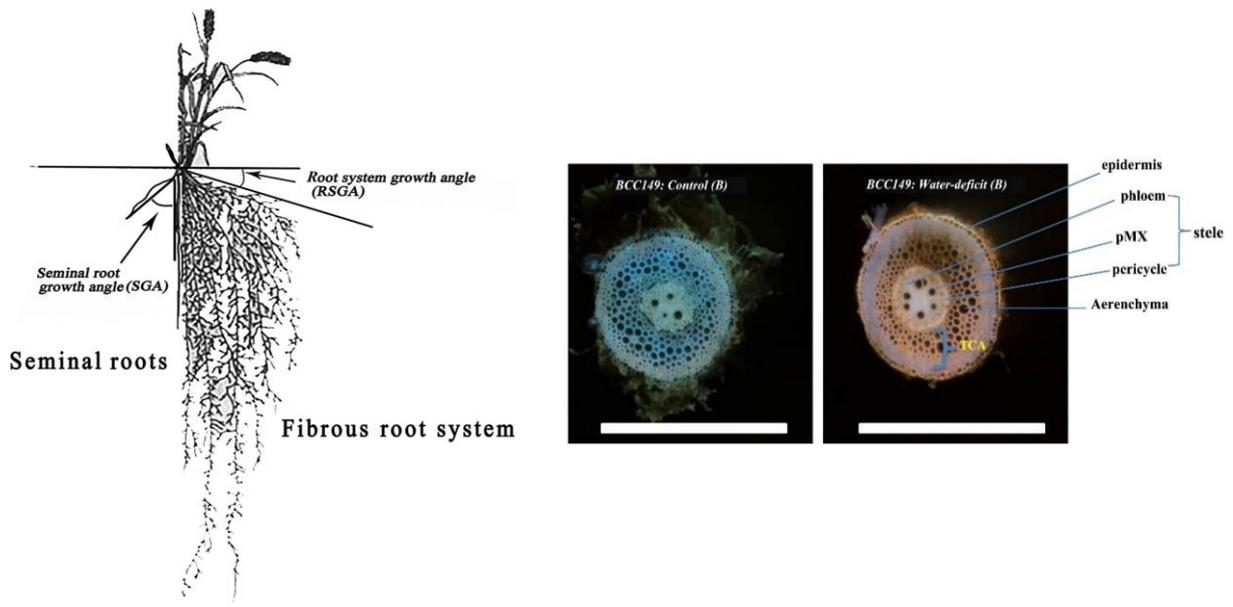 Root system growth angle
(RSGA)
Seminal root
growth angle (SGA)
Seminal roots
Fibrous root system
BCC149: Control (B)
BCC149: Water-deficit (B)
epidermis
phloem
pMX
stele
pericycle
Aerenchyma
TCA